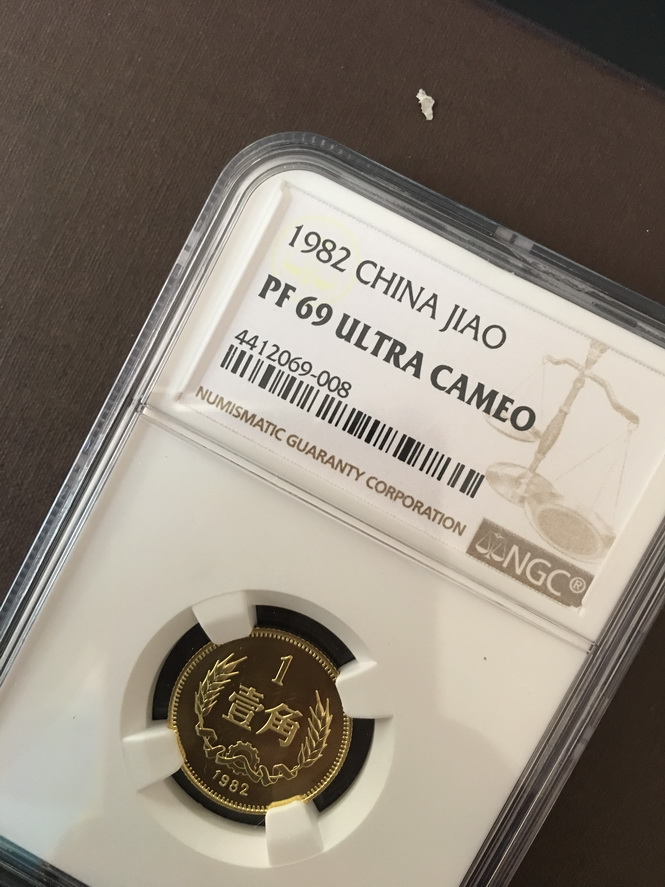 1982 CHINA JIAO
PF 69 ULTRA CAMEO
4412069-008
NUMISMATIC GUARANTY CORPORATION
NGC®
1
壹角
1982